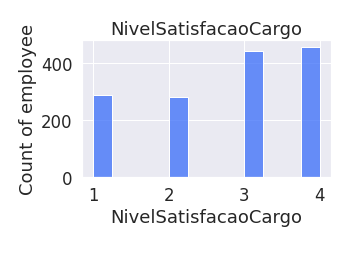 NivelSatisfacaoCargo
Count of employee
400
200
0
1 2 3 4
NivelSatisfacaoCargo